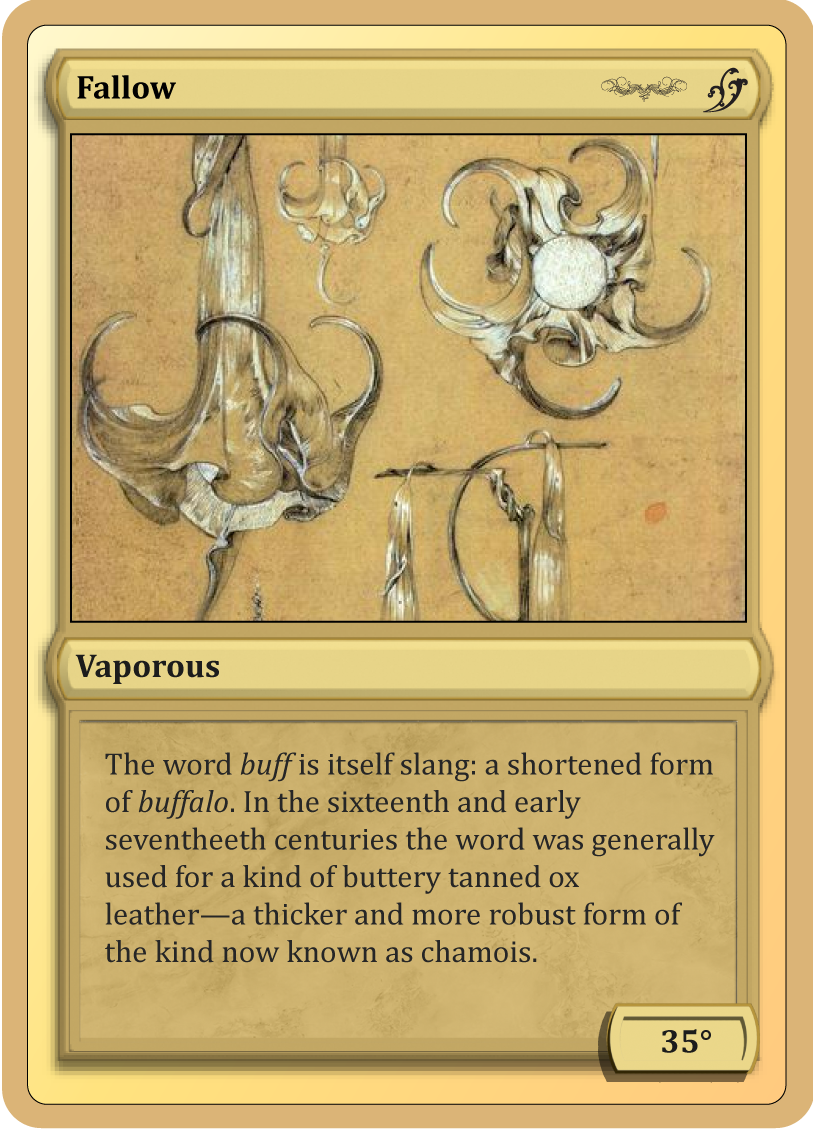 Fallow
Vaporous
The word buff is itself slang: a shortened form
of buffalo. In the sixteenth and early
seventheeth centuries the word was generally
used for a kind of buttery tanned ox
leather—a thicker and more robust form of
the kind now known as chamois.
35°